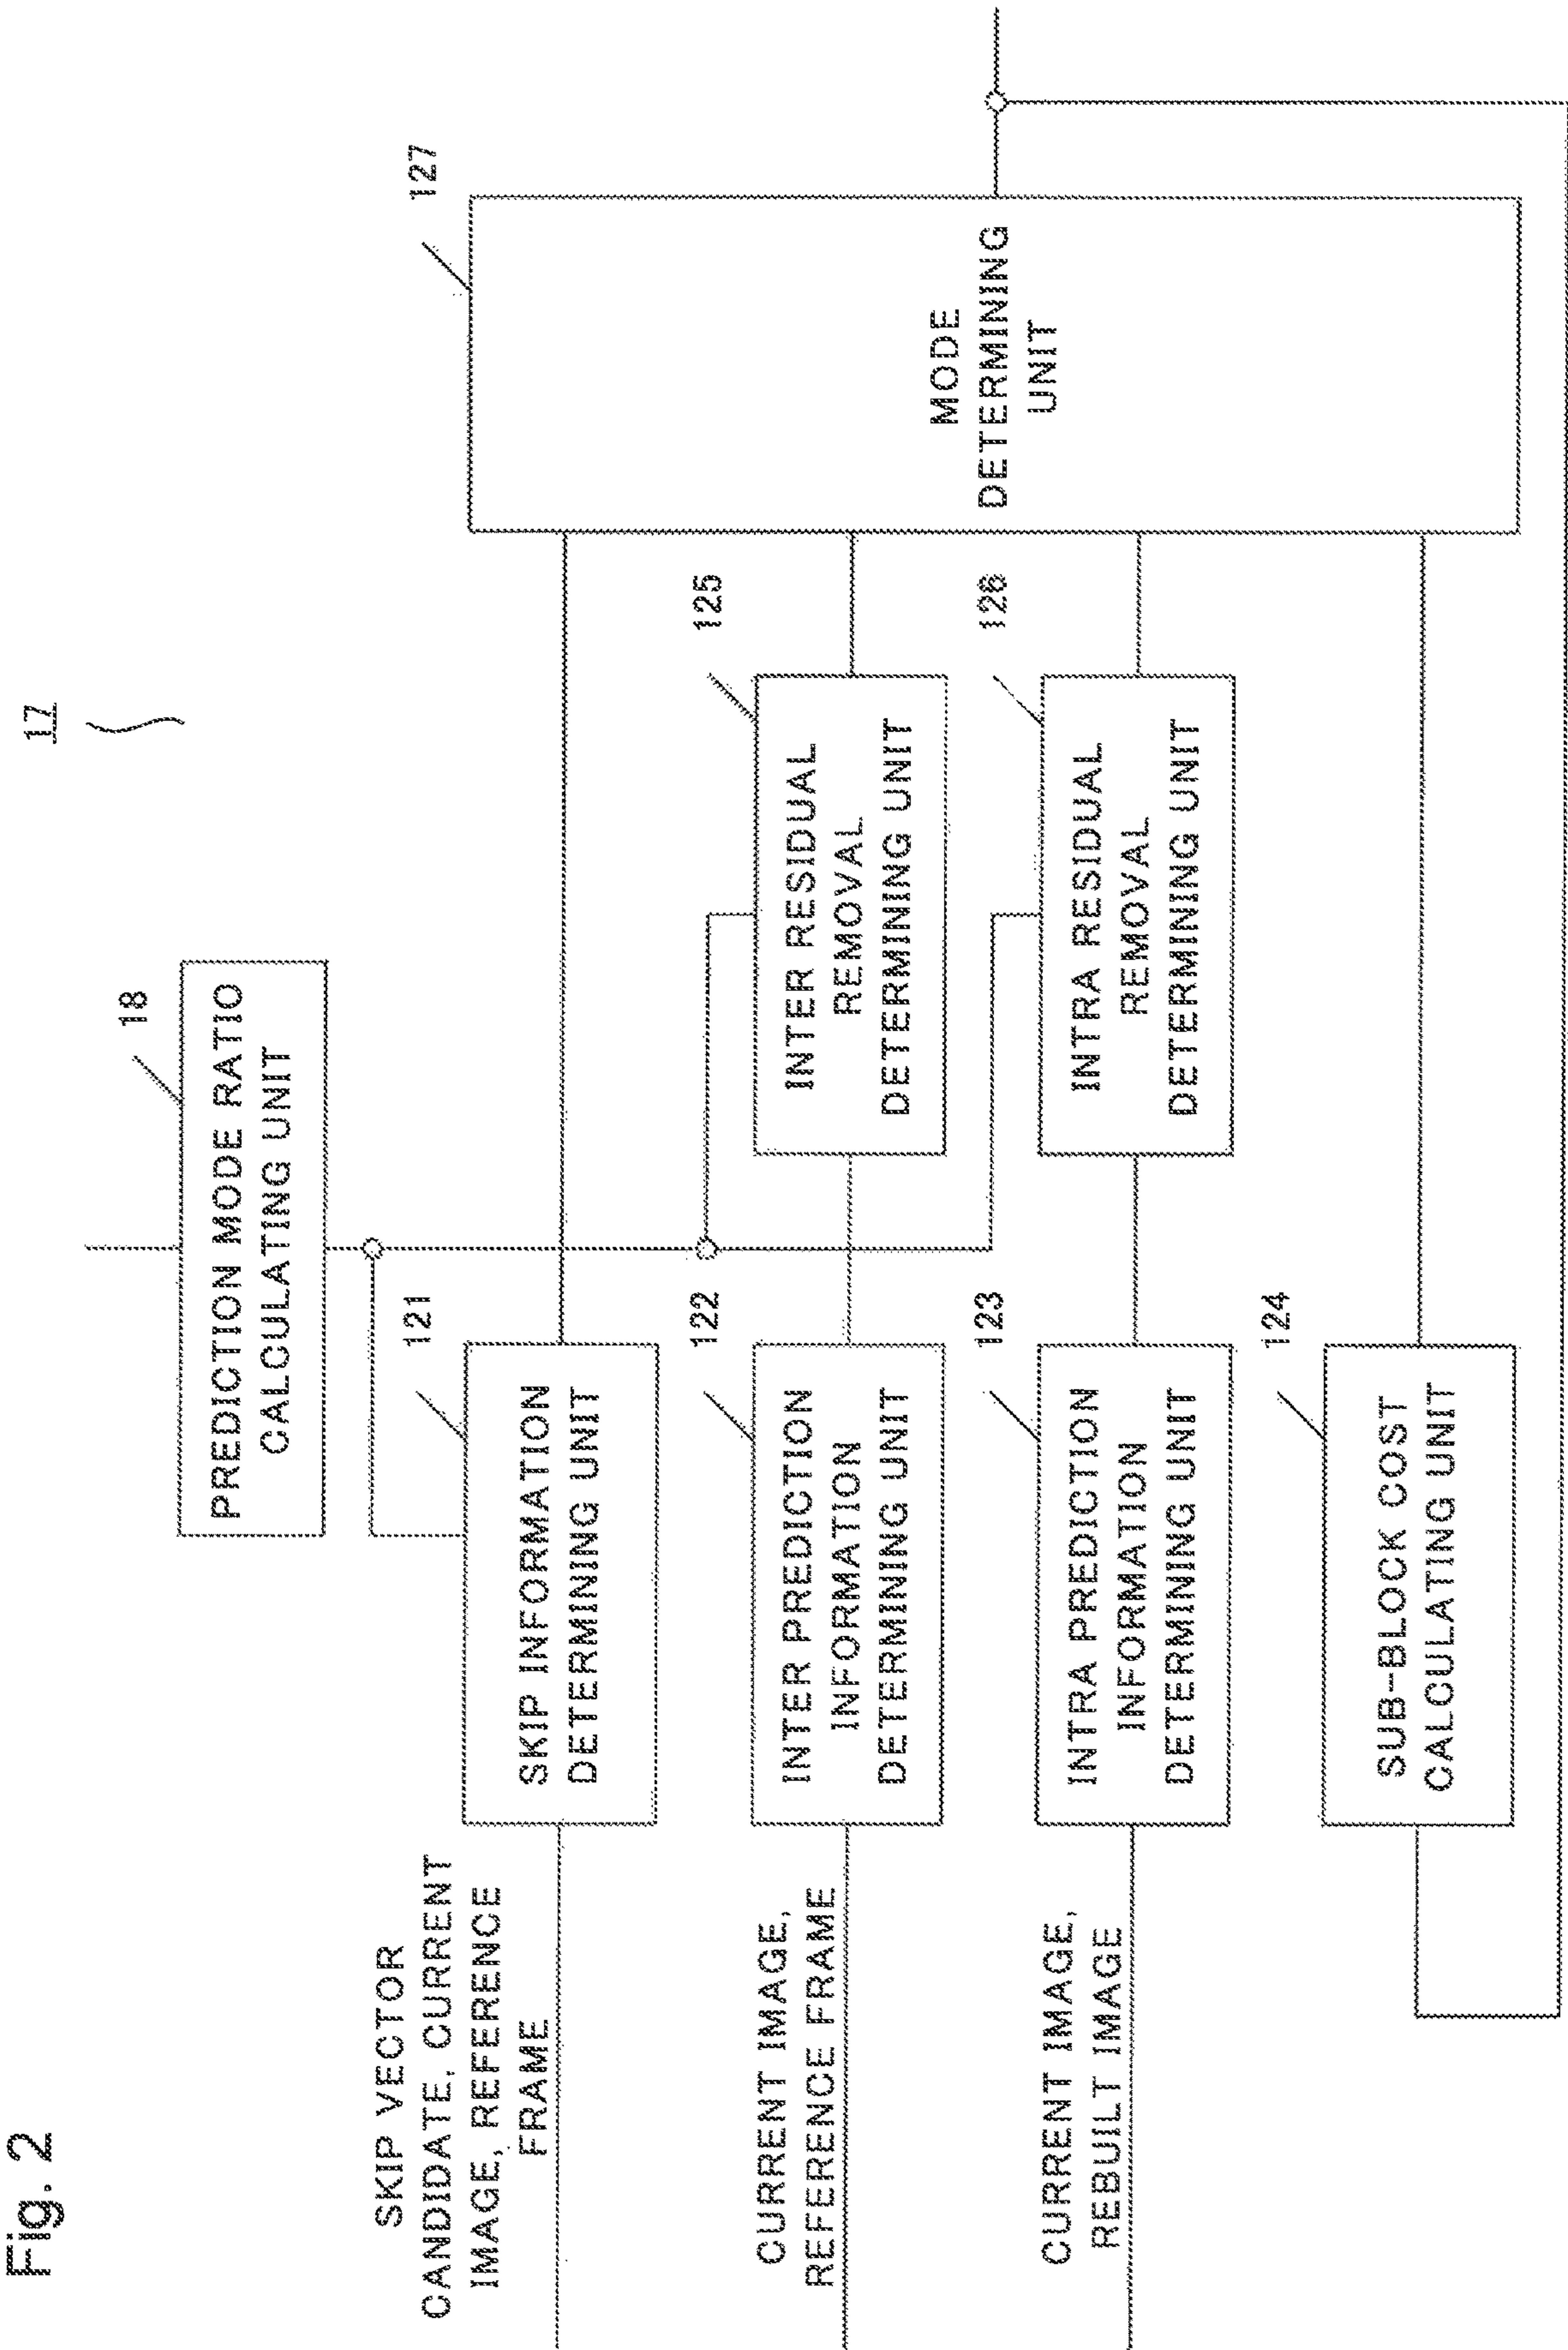 Fig. 2
17
18
PREDICTION MODE RATIO
CALCULATING UNIT
SKIP VECTOR
CANDIDATE, CURRENT
IMAGE, REFERENCE
FRAME
121
SKIP INFORMATION
DETERMINING UNIT
127
MODE
DETERMINING
UNIT
CURRENT IMAGE,
REFERENCE FRAME
122
INTER PREDICTION
INFORMATION
DETERMINING UNIT
125
INTER RESIDUAL
REMOVAL
DETERMINING UNIT
CURRENT IMAGE,
REBUILT IMAGE
123
INTRA PREDICTION
INFORMATION
DETERMINING UNIT
126
INTRA RESIDUAL
REMOVAL
DETERMINING UNIT
124
SUB-BLOCK COST
CALCULATING UNIT